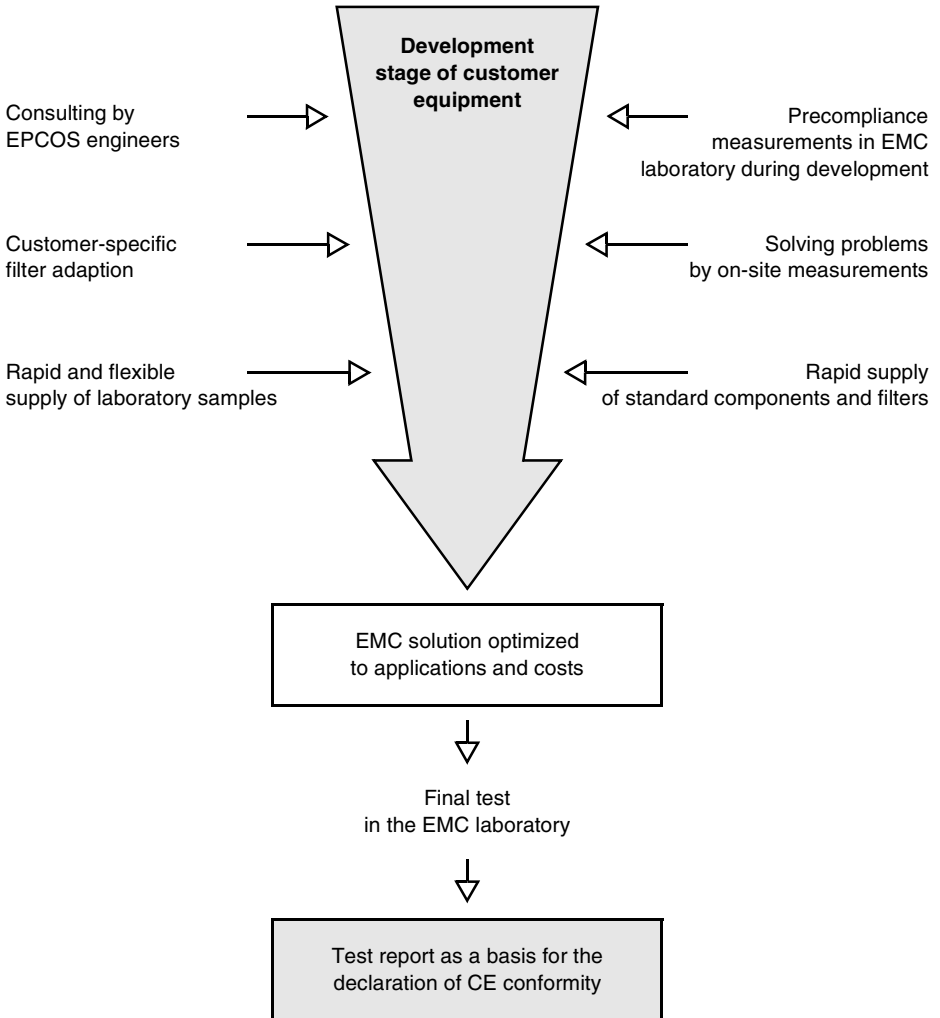 Development
stage of customer
equipment
Consulting by
EPCOS engineers
Precompliance
measurements in EMC
laboratory during development
Customer-specific
filter adaption
Solving problems
by on-site measurements
Rapid and flexible
supply of laboratory samples
Rapid supply
of standard components and filters
EMC solution optimized
to applications and costs
Final test
in the EMC laboratory
Test report as a basis for the
declaration of CE conformity